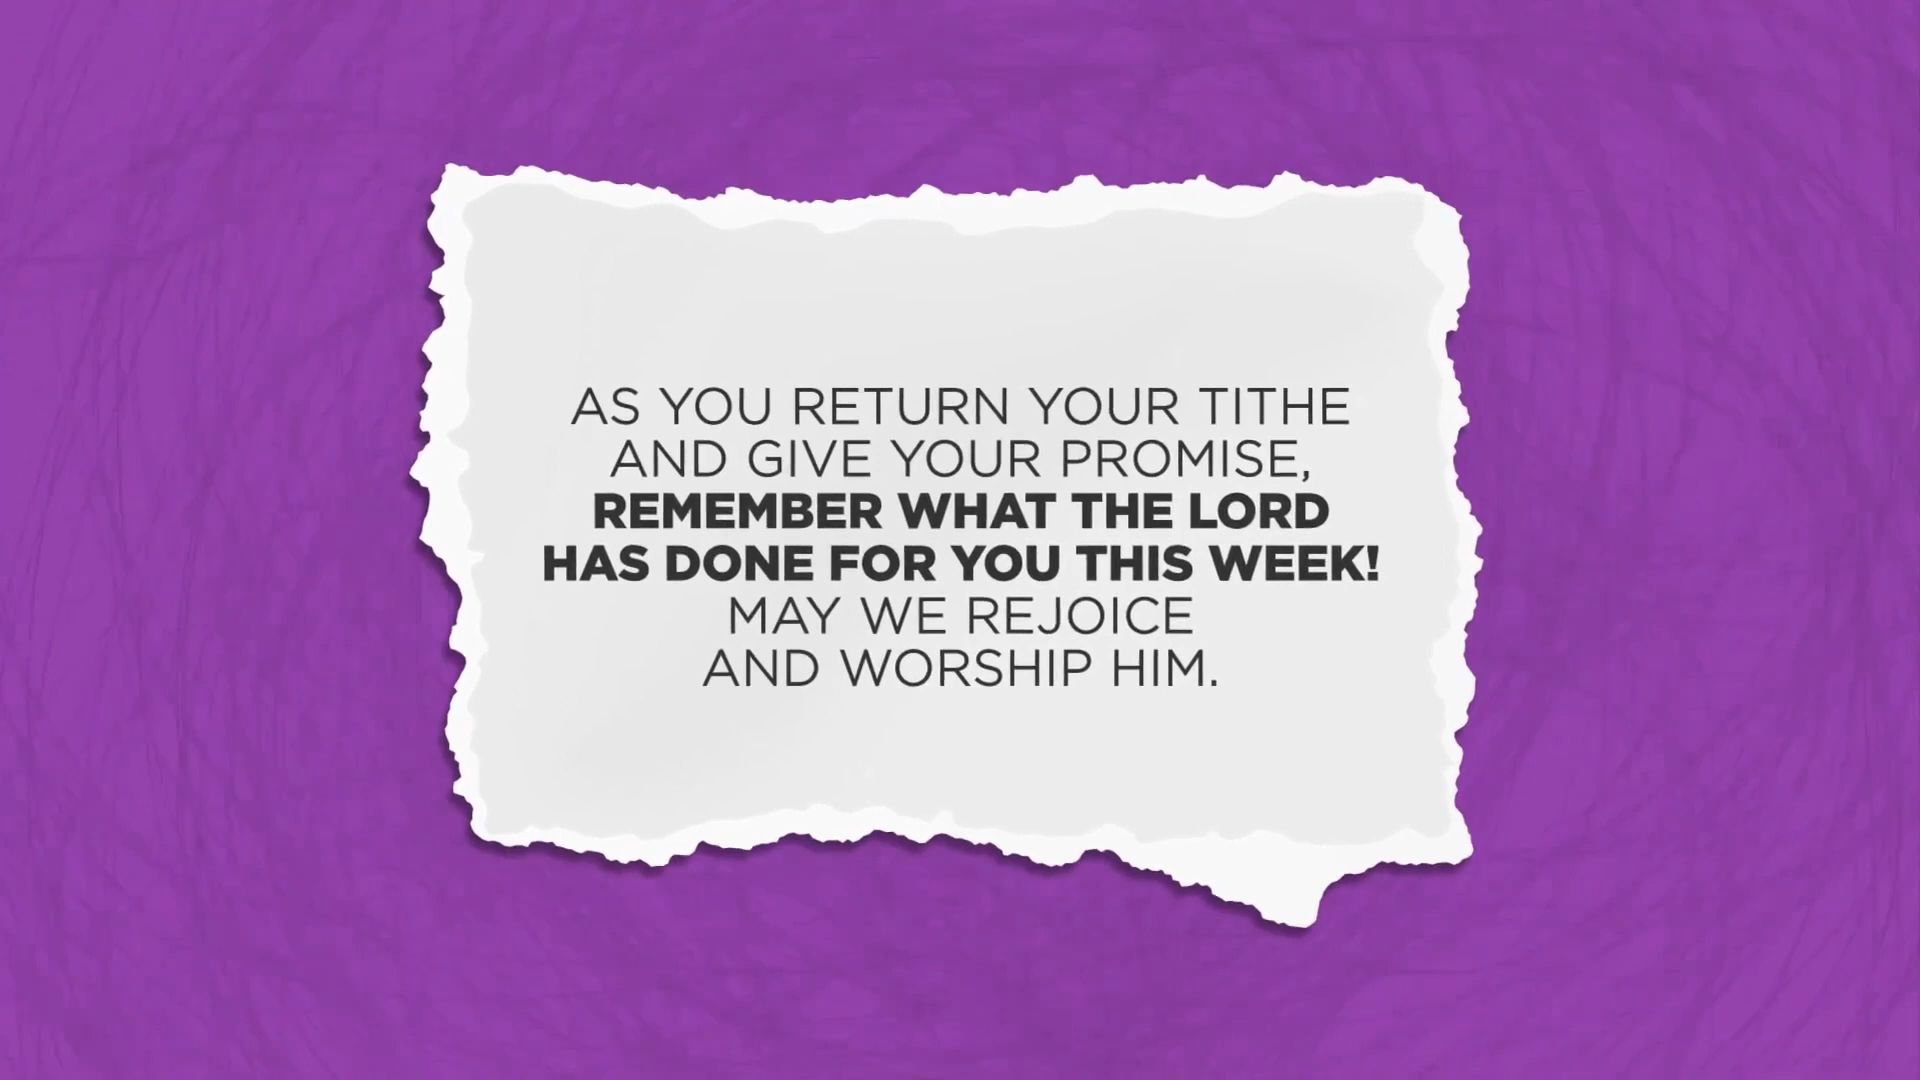 AS YOU RETURN YOUR TITHE
AND GIVE YOUR PROMISE,
REMEMBER WHAT THE LORD
HAS DONE FOR YOU THIS WEEK!
MAY WE REJOICE
AND WORSHIP HIM.